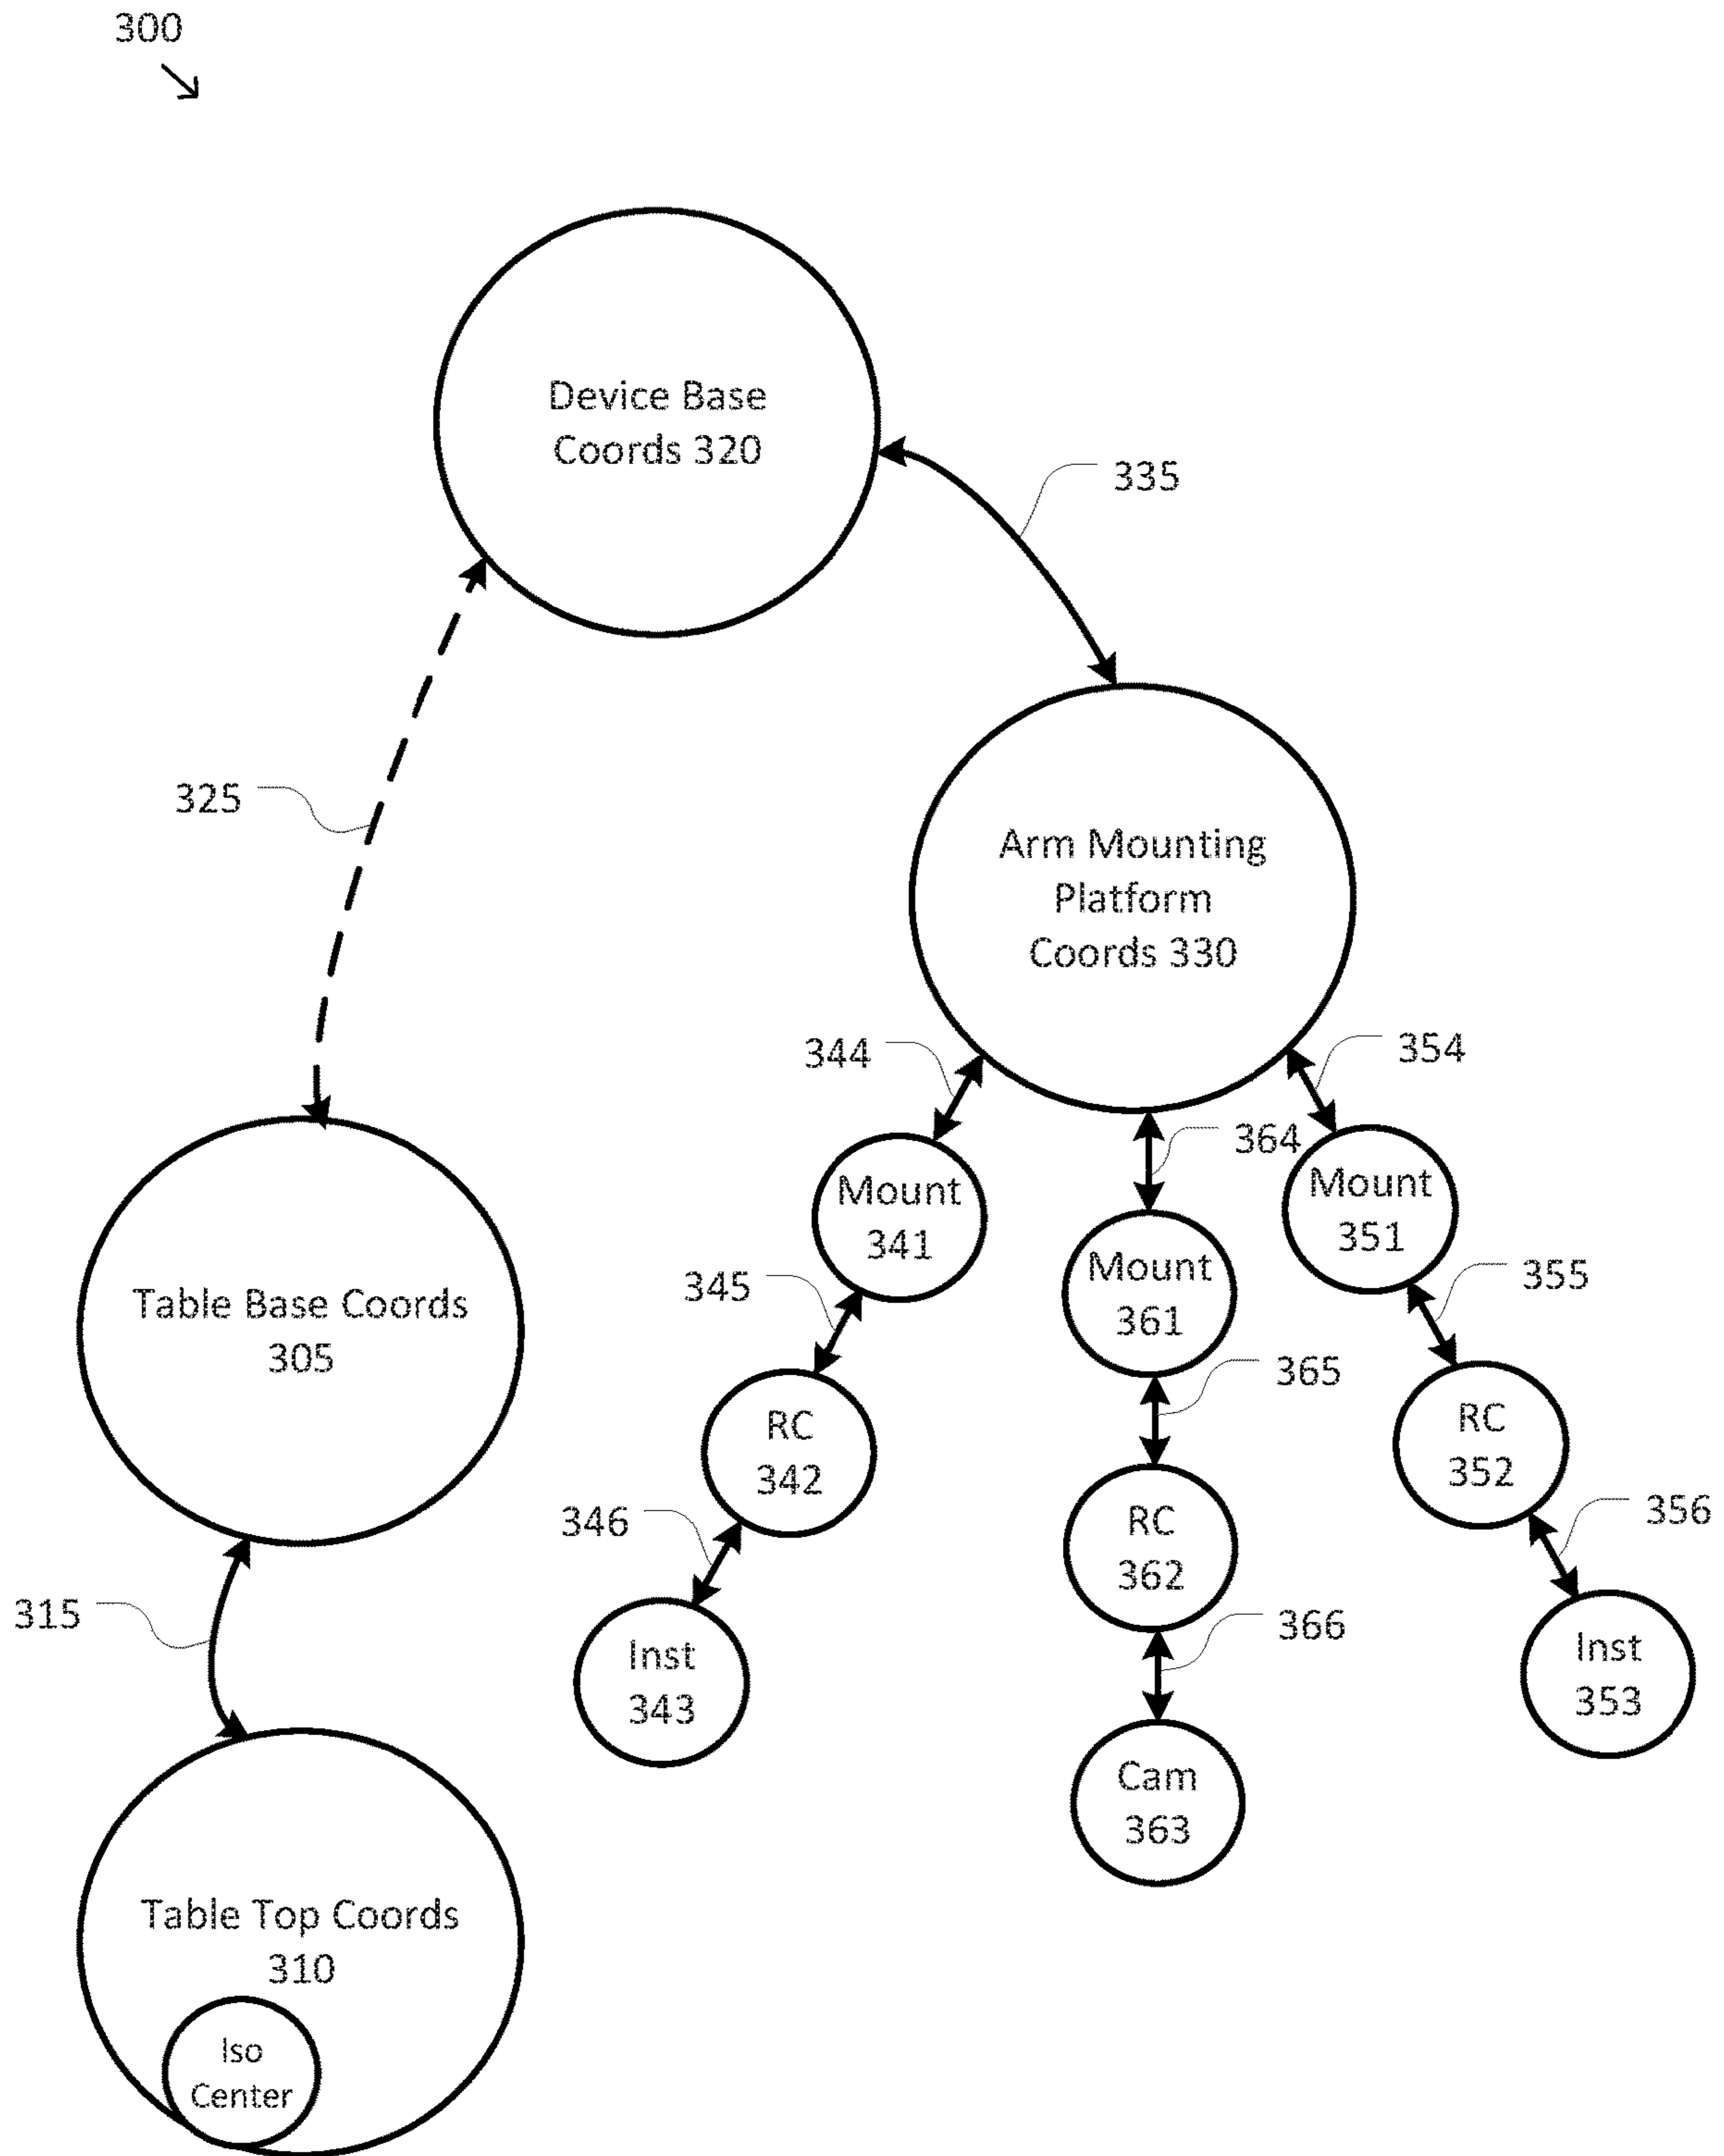 300
Device Base
Coords 320
335
325
Arm Mounting
Platform
Coords 330
344
354
364
Mount
341
Mount
351
Mount
361
345
355
Table Base Coords
305
365
RC
342
RC
352
RC
362
346
356
315
366
Inst
343
Inst
353
Cam
363
Table Top Coords
310
Iso
Center